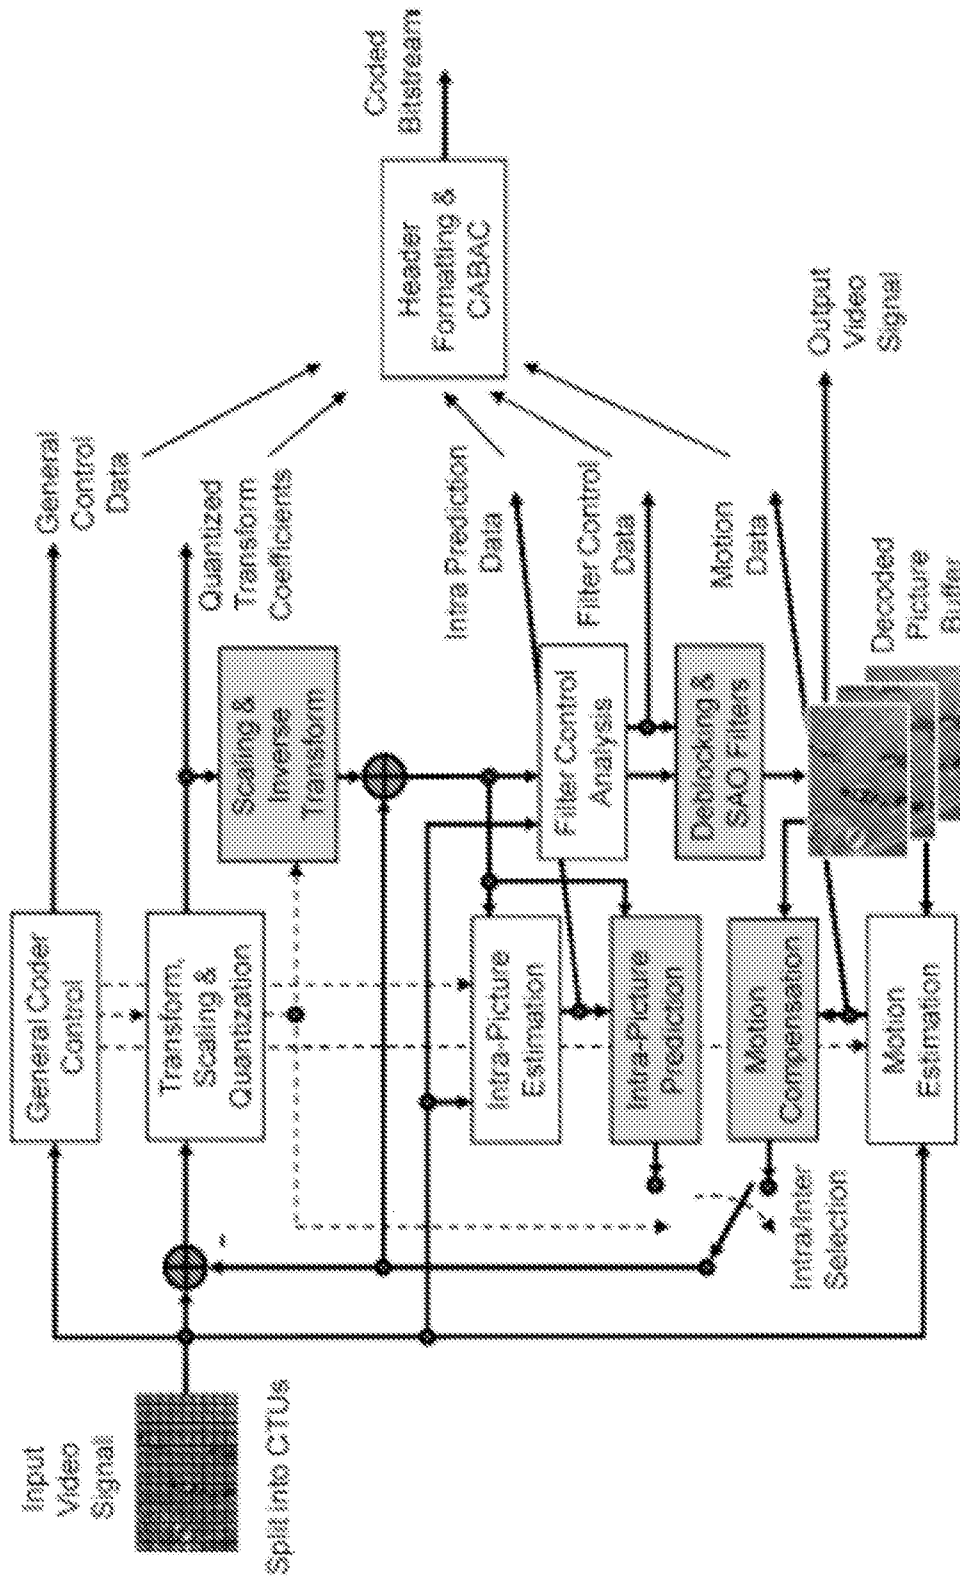 Input
Video
Signal
Split into CTUs
General Coder
Control
Transform,
Scaling &
Quantization
Scaling &
Inverse
Transform
Intra-Picture
Estimation
Intra-Picture
Prediction
Motion
Compensation
Motion
Estimation
Intra/Inter
Selection
Filter Control
Analysis
Deblocking &
SAO Filters
Decoded
Picture
Buffer
General
Control
Data
Quantized
Transform
Coefficients
Intra Prediction
Data
Filter Control
Data
Motion
Data
Header
Formatting &
CABAC
Coded
Bitstream
Output
Video
Signal